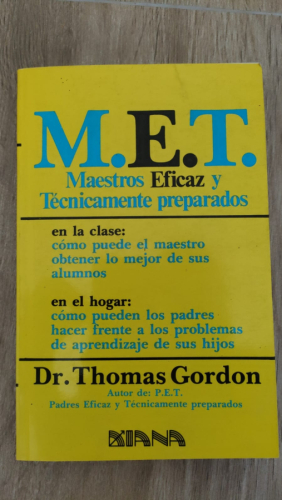 M.E.T.
Maestros Eficaz y
Técnicamente preparados
en la clase:
cómo puede el maestro
obtener lo mejor de sus
alumnos
en el hogar:
cómo pueden los padres
hacer frente a los problemas
de aprendizaje de sus hijos
Dr. Thomas Gordon
Autor de: P.E.T.
Padres Eficaz y Técnicamente preparados
DIANA